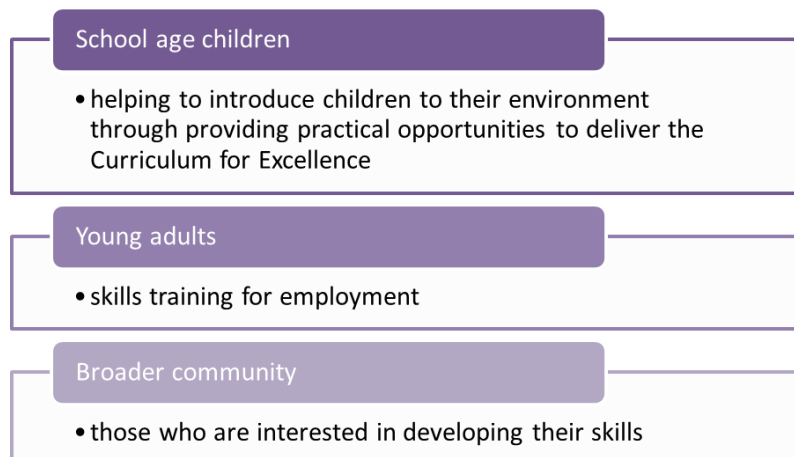 School age children
• helping to introduce children to their environment
through providing practical opportunities to deliver the
Curriculum for Excellence
Young adults
• skills training for employment
Broader community
• those who are interested in developing their skills